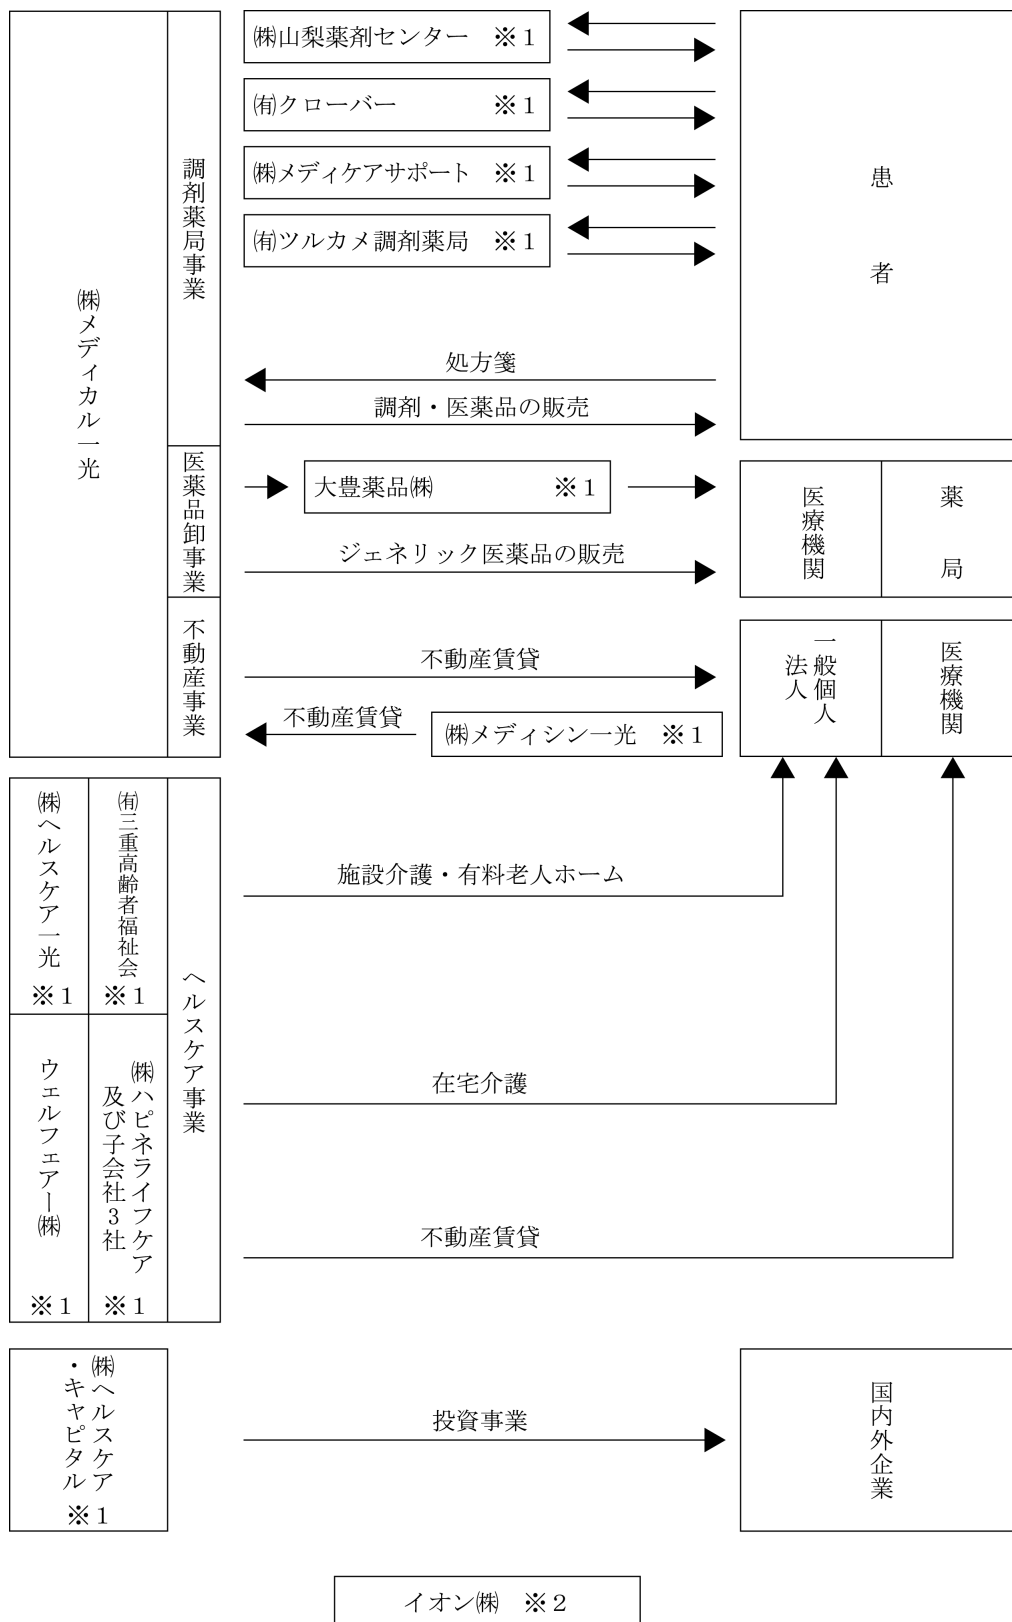 ㈱メディカル一光
調剤薬局事業
㈱山梨薬剤センター ※１
㈲クローバー ※１
㈱メディケアサポート ※１
㈲ツルカメ調剤薬局 ※１
患者
処方箋
調剤・医薬品の販売
医薬品卸事業
大豊薬品㈱ ※１
ジェネリック医薬品の販売
医療機関
薬局
不動産事業
不動産賃貸
不動産賃貸
㈱メディシン一光 ※１
一般個人
法人
医療機関
㈱ヘルスケア一光
※１
㈲三重高齢者福祉会
※１
ウェルフェアー㈱
※１
㈱ハピネライフケア
及び子会社３社
※１
ヘルスケア事業
施設介護・有料老人ホーム
在宅介護
不動産賃貸
㈱ヘルスケア
・キャピタル
※１
投資事業
国内外企業
イオン㈱ ※２